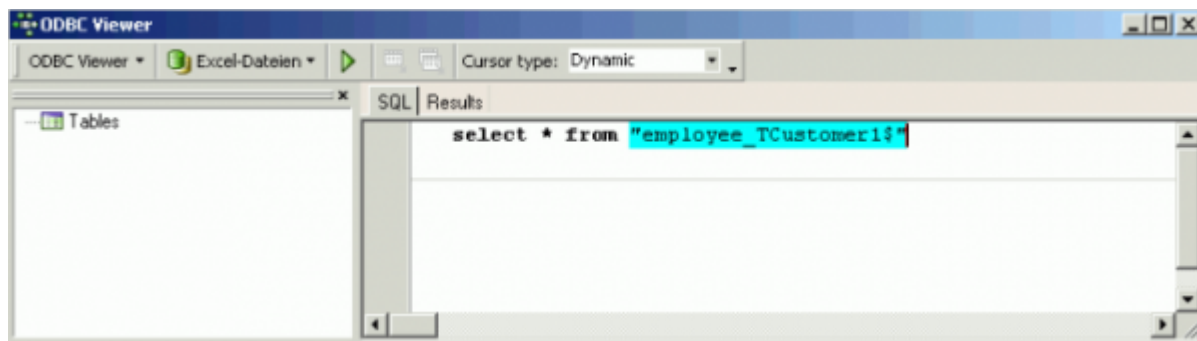 ODBC Viewer
ODBC Viewer Excel-Dateien Cursor type: Dynamic
Tables
SQL Results
select * from "employee_TCustomer1$"